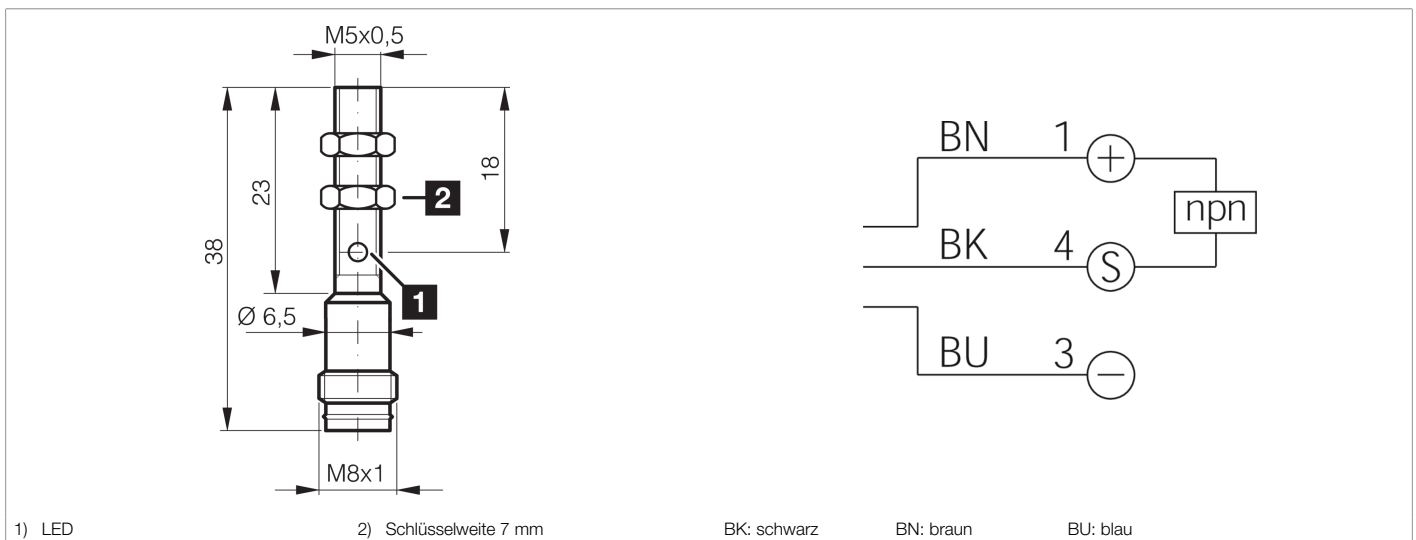 M5x0,5
38
23
18
2
1
Ø 6,5
M8x1
BN 1 +
npn
BK 4 S
BU 3 −
1) LED 2) Schlüsselweite 7 mm BK: schwarz BN: braun BU: blau